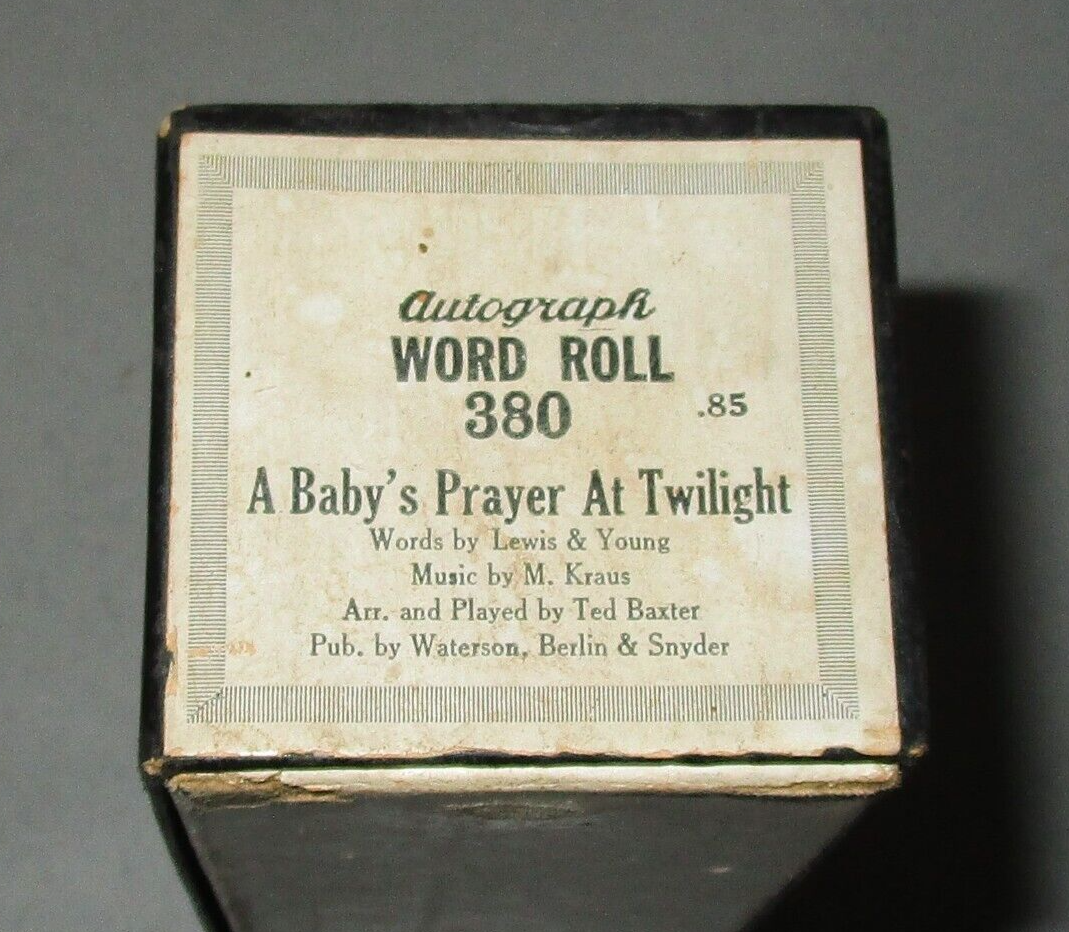 Autograph
WORD ROLL
380 .85
A Baby's Prayer At Twilight
Words by Lewis & Young
Music by M. Kraus
Arr. and Played by Ted Baxter
Pub. by Waterson, Berlin & Snyder